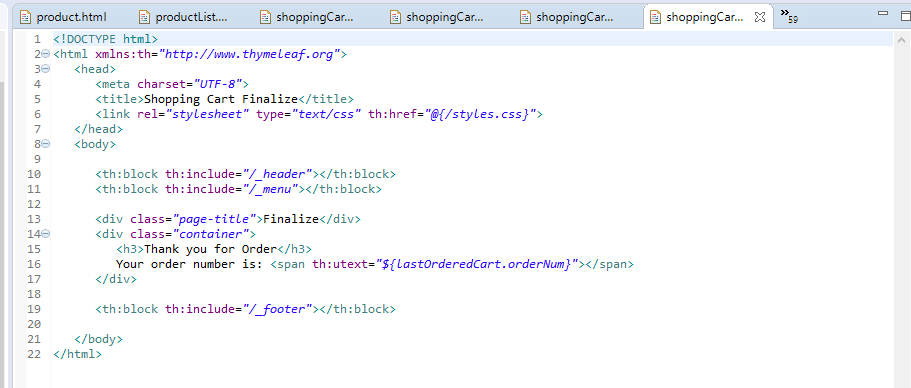 product.html productList.... shoppingCar... shoppingCar... shoppingCar... shoppingCar... »59
1 <!DOCTYPE html>
2 <html xmlns:th="http://www.thymeleaf.org">
3 <head>
4 <meta charset="UTF-8">
5 <title>Shopping Cart Finalize</title>
6 <link rel="stylesheet" type="text/css" th:href="@{/styles.css}">
7 </head>
8 <body>
9
10 <th:block th:include="/_header"></th:block>
11 <th:block th:include="/_menu"></th:block>
12
13 <div class="page-title">Finalize</div>
14 <div class="container">
15 <h3>Thank you for Order</h3>
16 Your order number is: <span th:utext="${lastOrderedCart.orderNum}"></span>
17 </div>
18
19 <th:block th:include="/_footer"></th:block>
20
21 </body>
22 </html>